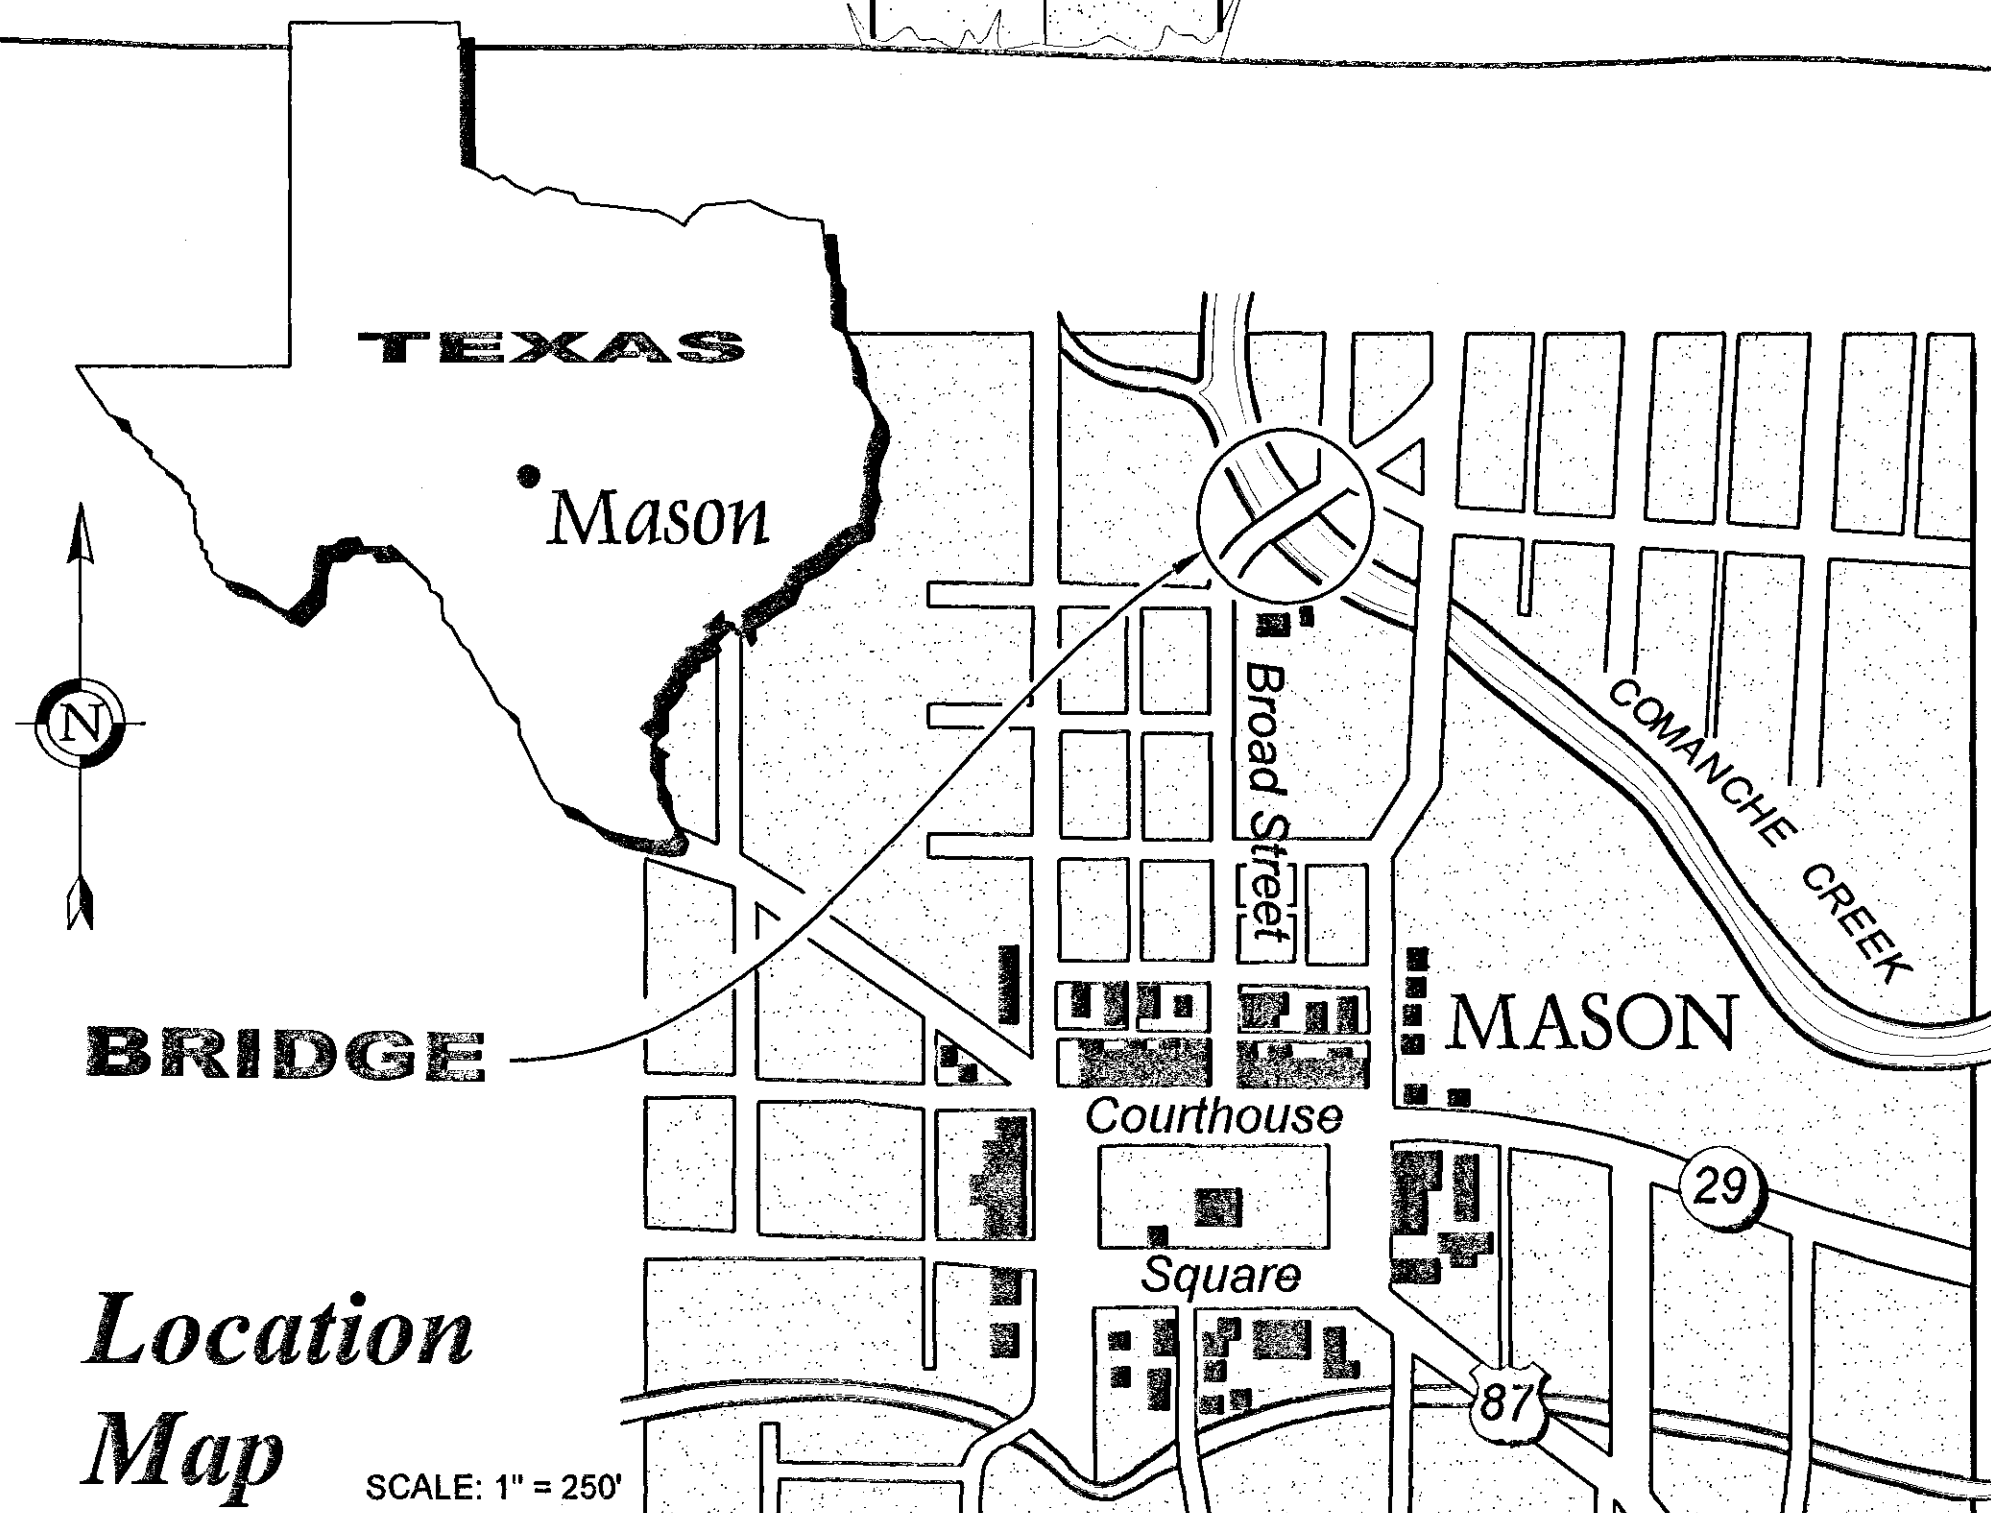 TEXAS
Mason
N
BRIDGE
Broad Street
COMANCHE CREEK
MASON
Courthouse
Square
29
87
Location
Map
SCALE: 1" = 250'